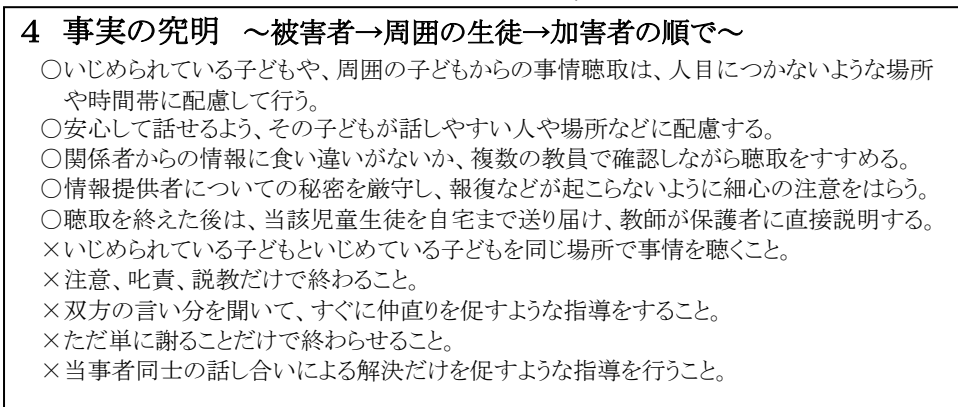 4 事実の究明 ～被害者→周囲の生徒→加害者の順で～
○いじめられている子どもや、周囲の子どもからの事情聴取は、人目につかないような場所
や時間帯に配慮して行う。
○安心して話せるよう、その子どもが話しやすい人や場所などに配慮する。
○関係者からの情報に食い違いがないか、複数の教員で確認しながら聴取をすすめる。
○情報提供者についての秘密を厳守し、報復などが起こらないように細心の注意をはらう。
○聴取を終えた後は、当該児童生徒を自宅まで送り届け、教師が保護者に直接説明する。
×いじめられている子どもといじめている子どもを同じ場所で事情を聴くこと。
×注意、叱責、説教だけで終わること。
×双方の言い分を聞いて、すぐに仲直りを促すような指導をすること。
×ただ単に謝ることだけで終わらせること。
×当事者同士の話し合いによる解決だけを促すような指導を行うこと。